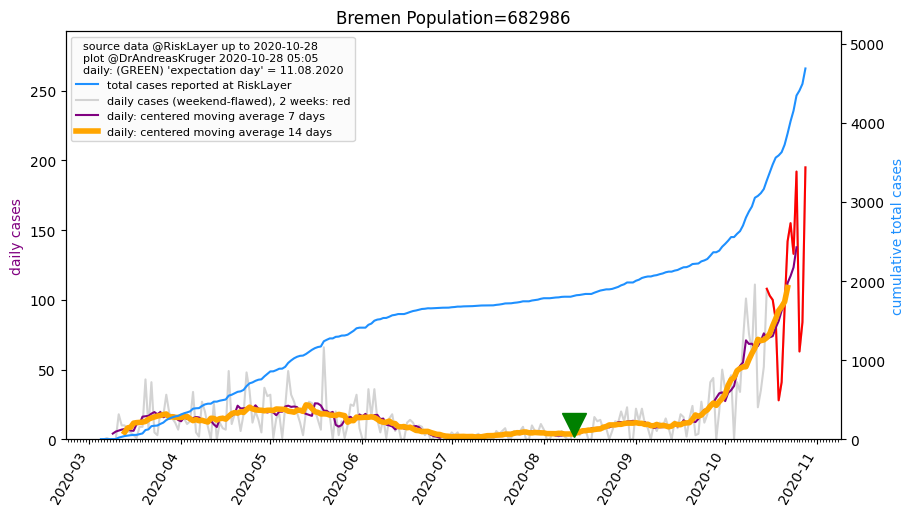 Bremen Population=682986
source data @RiskLayer up to 2020-10-28
plot @DrAndreasKruger 2020-10-28 05:05
daily: (GREEN) 'expectation day' = 11.08.2020
total cases reported at RiskLayer
daily cases (weekend-flawed), 2 weeks: red
daily: centered moving average 7 days
daily: centered moving average 14 days
daily cases
250
200
150
100
50
0
5000
4000
3000
2000
1000
0
cumulative total cases
2020-03
2020-04
2020-05
2020-06
2020-07
2020-08
2020-09
2020-10
2020-11